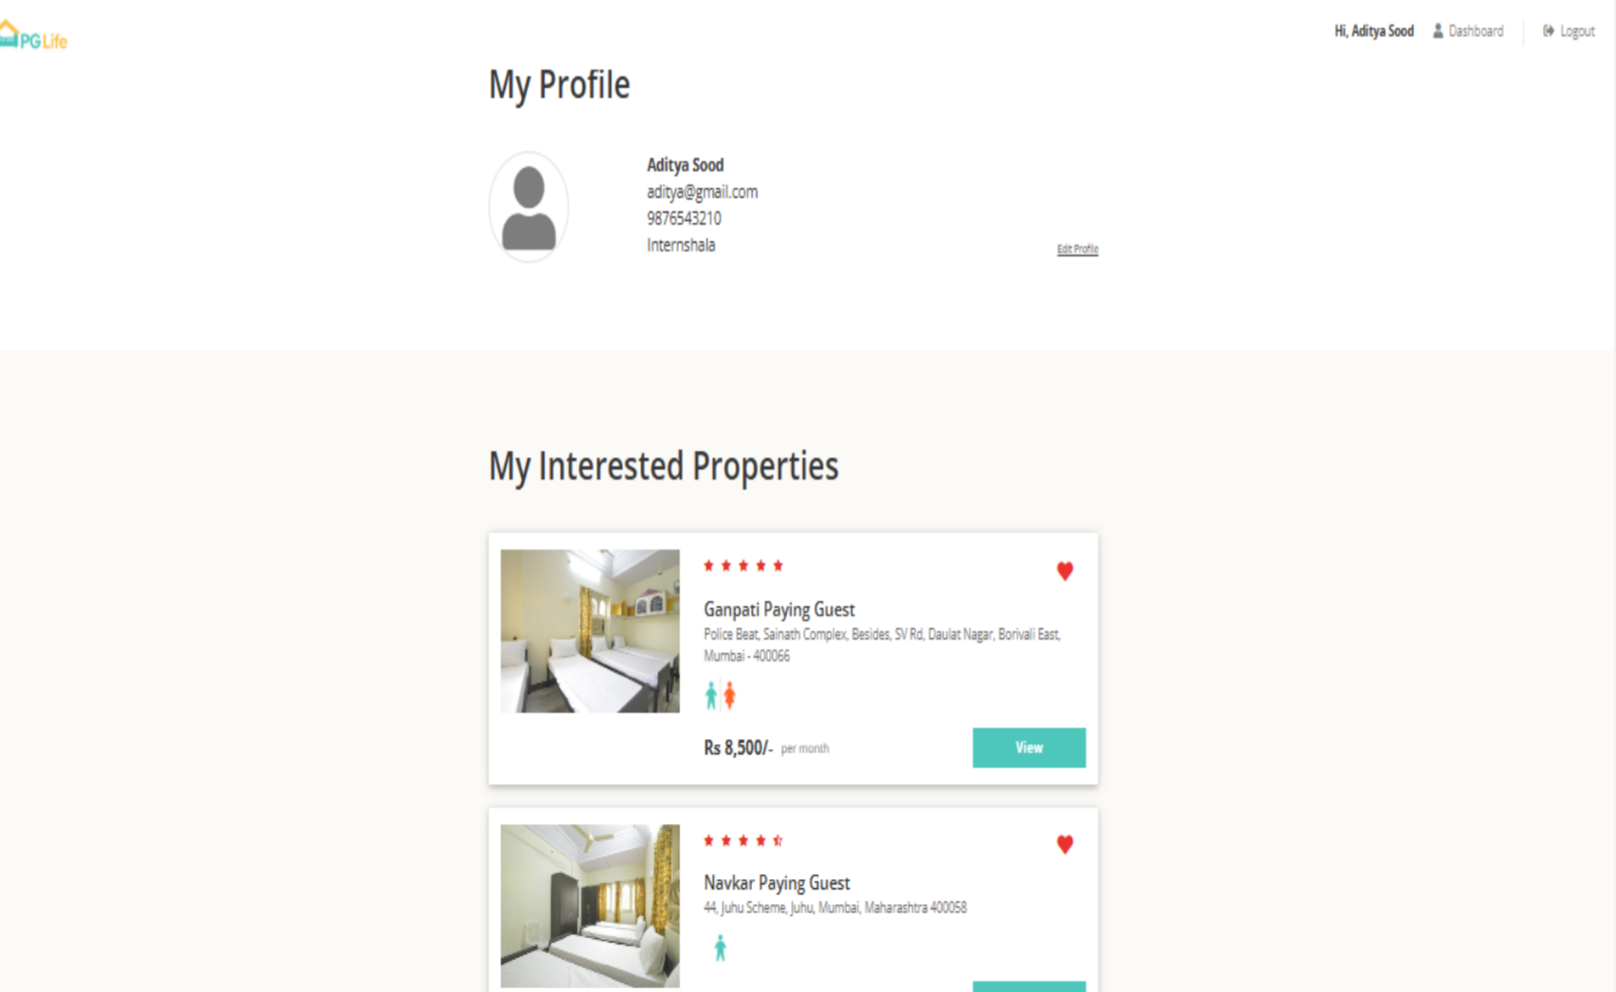 PG Life
Hi, Aditya Sood Dashboard Logout
My Profile
Aditya Sood
aditya@gmail.com
9876543210
Internshala
Edit Profile
My Interested Properties
Ganpati Paying Guest
Police Beat, Sainath Complex, Besides, SV Rd, Daulat Nagar, Borivali East,
Mumbai - 400066
Rs 8,500/- per month
View
Navkar Paying Guest
44, Juhu Scheme, Juhu, Mumbai, Maharashtra 400058